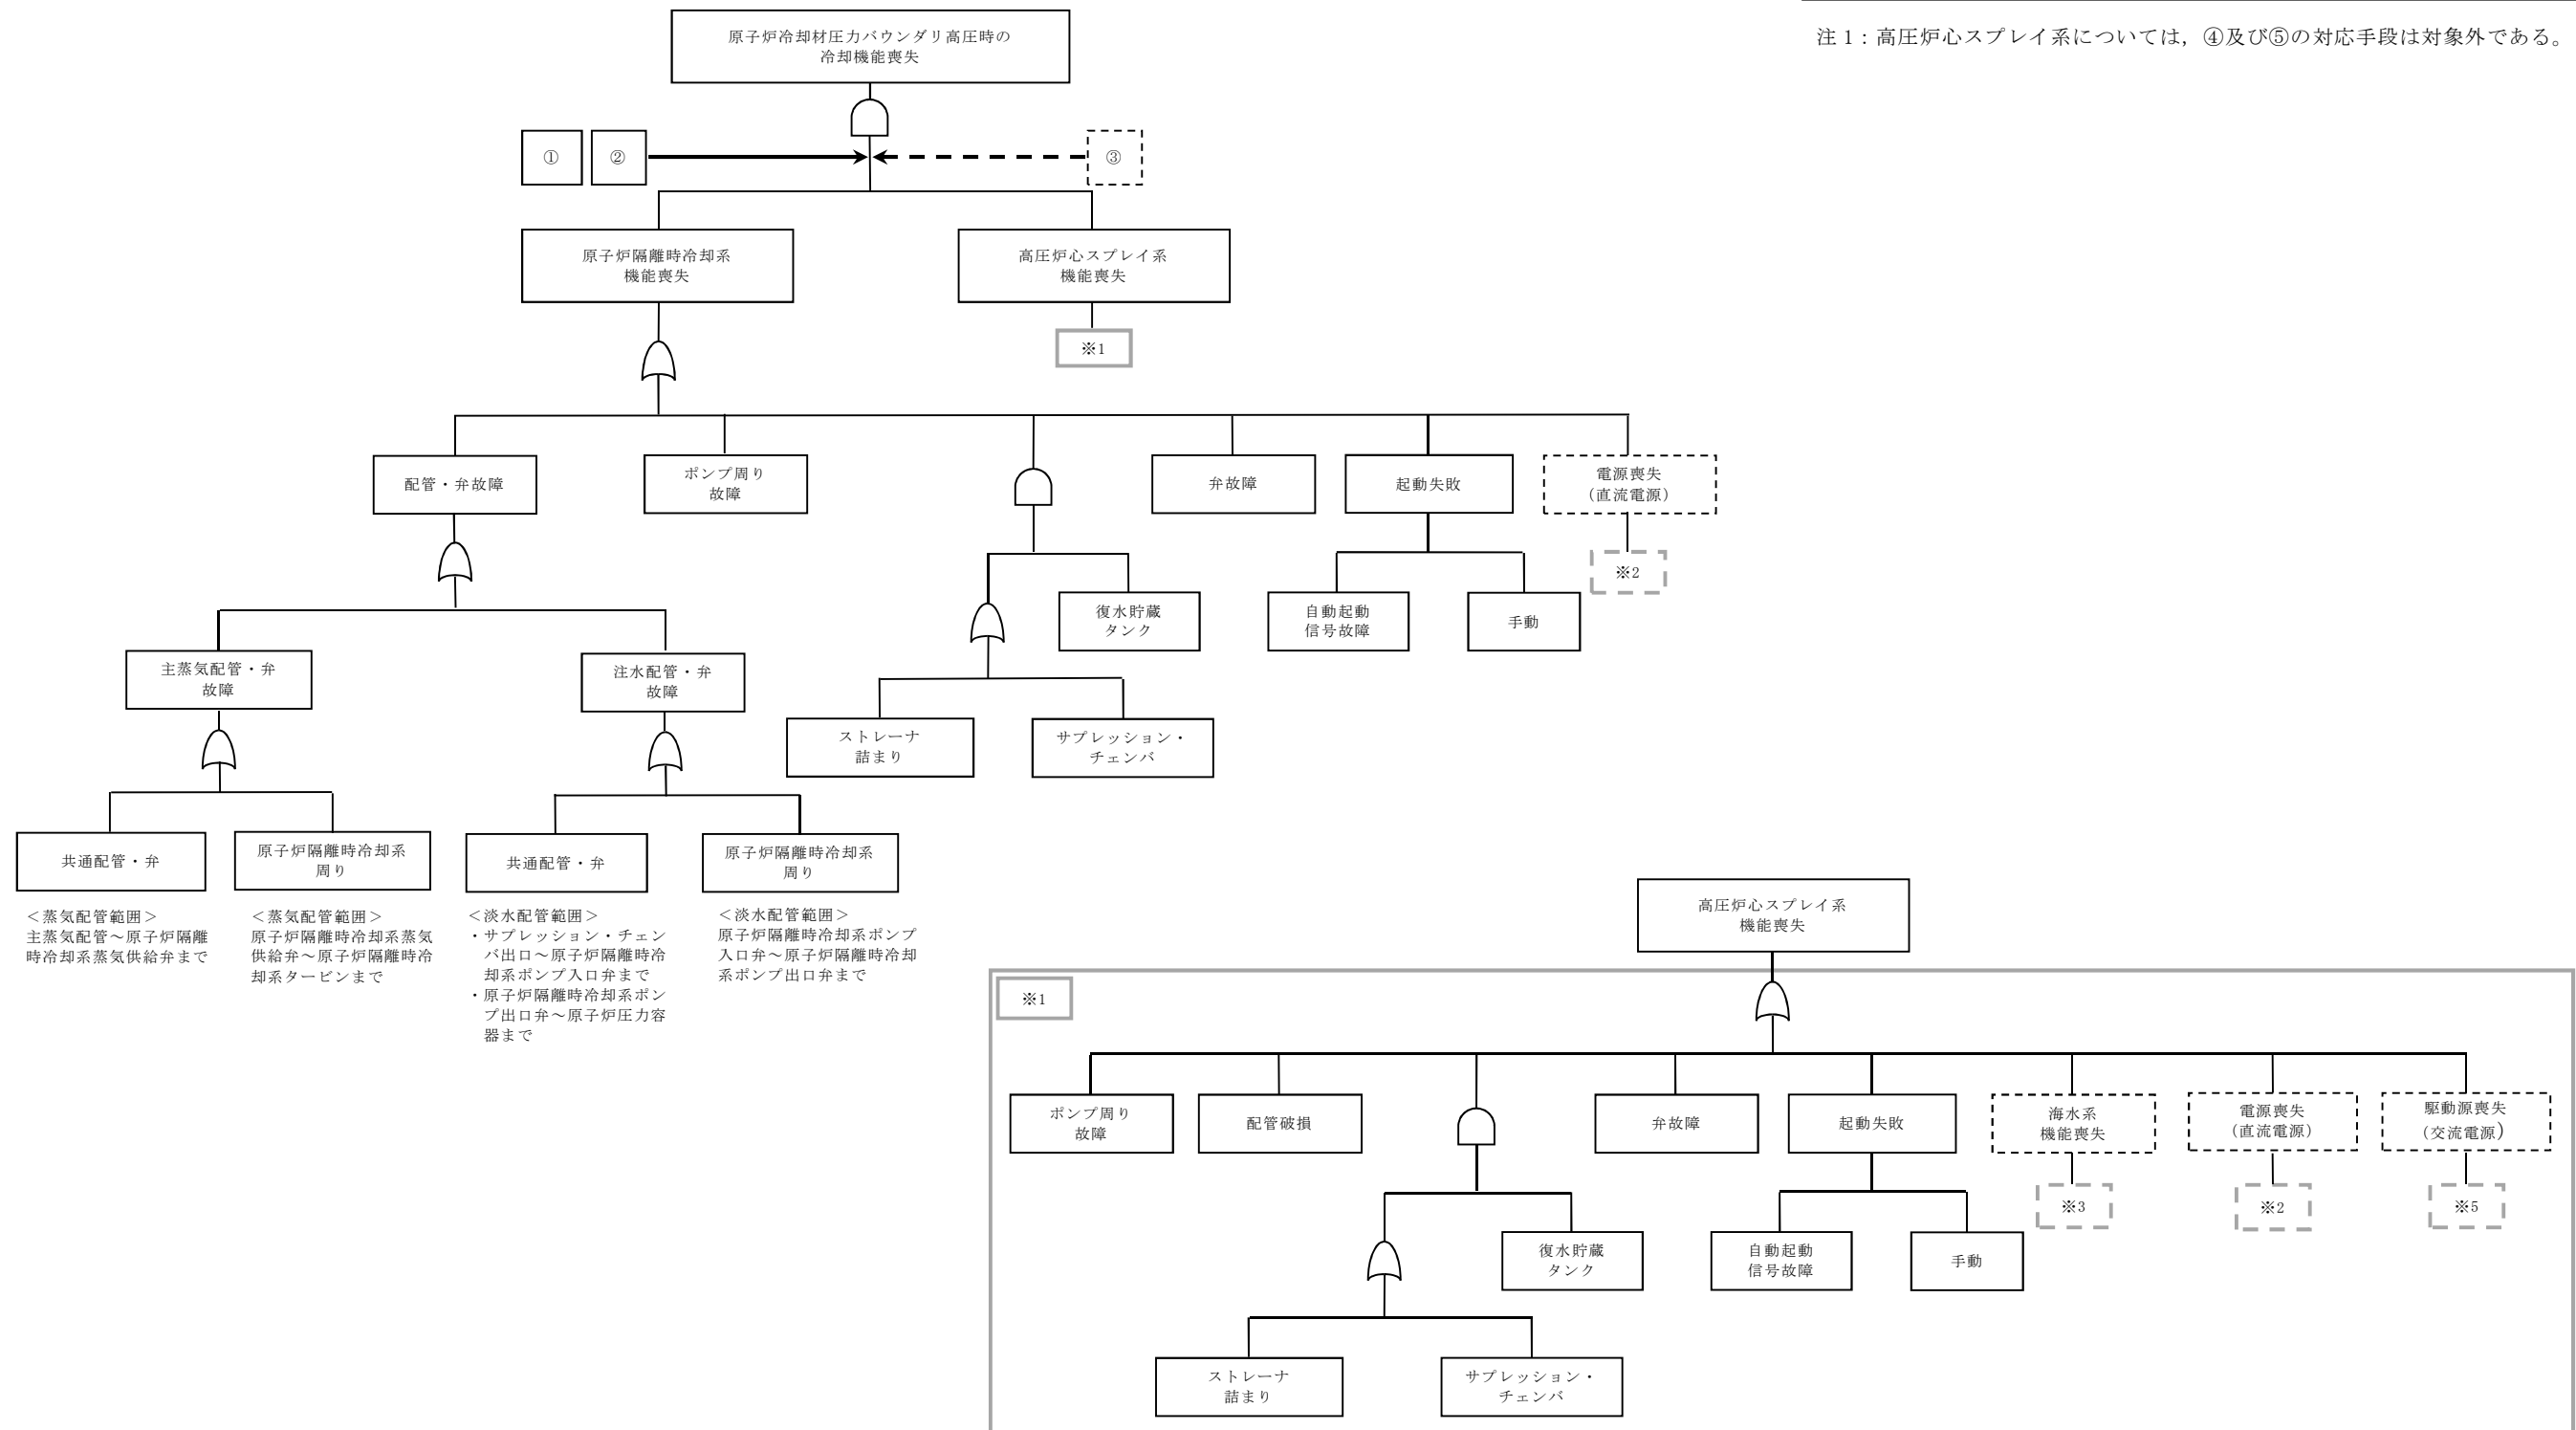 注1：高圧炉心スプレイ系については，④及び⑤の対応手段は対象外である。
原子炉冷却材圧力バウンダリ高圧時の
冷却機能喪失
①
②
③
原子炉隔離時冷却系
機能喪失
高圧炉心スプレイ系
機能喪失
※1
配管・弁故障
ポンプ周り
故障
弁故障
起動失敗
電源喪失
（直流電源）
※2
復水貯蔵
タンク
自動起動
信号故障
手動
主蒸気配管・弁
故障
注水配管・弁
故障
ストレーナ
詰まり
サプレッション・
チェンバ
共通配管・弁
原子炉隔離時冷却系
周り
共通配管・弁
原子炉隔離時冷却系
周り
＜蒸気配管範囲＞
主蒸気配管～原子炉隔離
時冷却系蒸気供給弁まで
＜蒸気配管範囲＞
原子炉隔離時冷却系蒸気
供給弁～原子炉隔離時冷
却系タービンまで
＜淡水配管範囲＞
・サプレッション・チェン
バ出口～原子炉隔離時冷
却系ポンプ入口弁まで
・原子炉隔離時冷却系ポン
プ出口弁～原子炉圧力容
器まで
＜淡水配管範囲＞
原子炉隔離時冷却系ポンプ
入口弁～原子炉隔離時冷却
系ポンプ出口弁まで
高圧炉心スプレイ系
機能喪失
※1
ポンプ周り
故障
配管破損
弁故障
起動失敗
海水系
機能喪失
電源喪失
（直流電源）
駆動源喪失
（交流電源）
※3
※2
※5
復水貯蔵
タンク
自動起動
信号故障
手動
ストレーナ
詰まり
サプレッション・
チェンバ